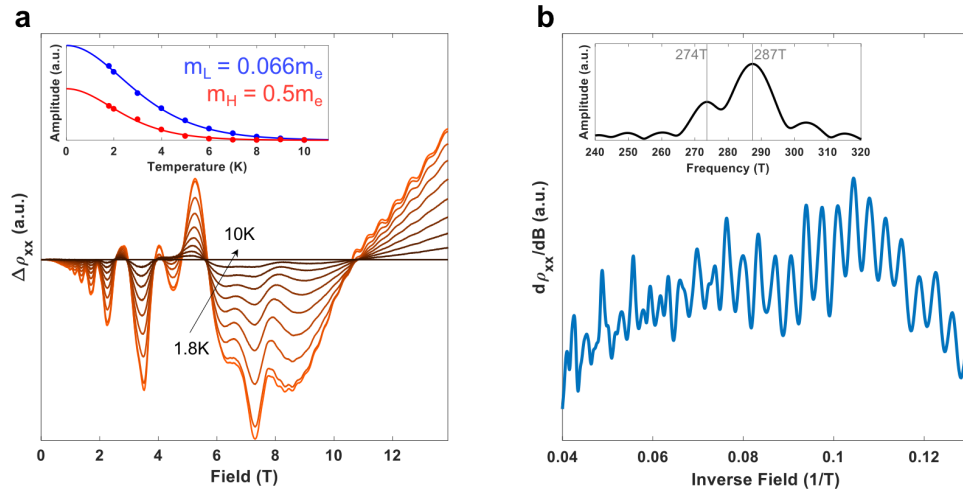 a
Amplitude (a.u.)
m_L = 0.066m_e
m_H = 0.5m_e
0 2 4 6 8 10
Temperature (K)
Δρ_xx (a.u.)
10K
1.8K
0 2 4 6 8 10 12
Field (T)
b
Amplitude(a.u.)
274T 287T
240 250 260 270 280 290 300 310 320
Frequency (T)
dρ_xx/dB (a.u.)
0.04 0.06 0.08 0.1 0.12
Inverse Field (1/T)